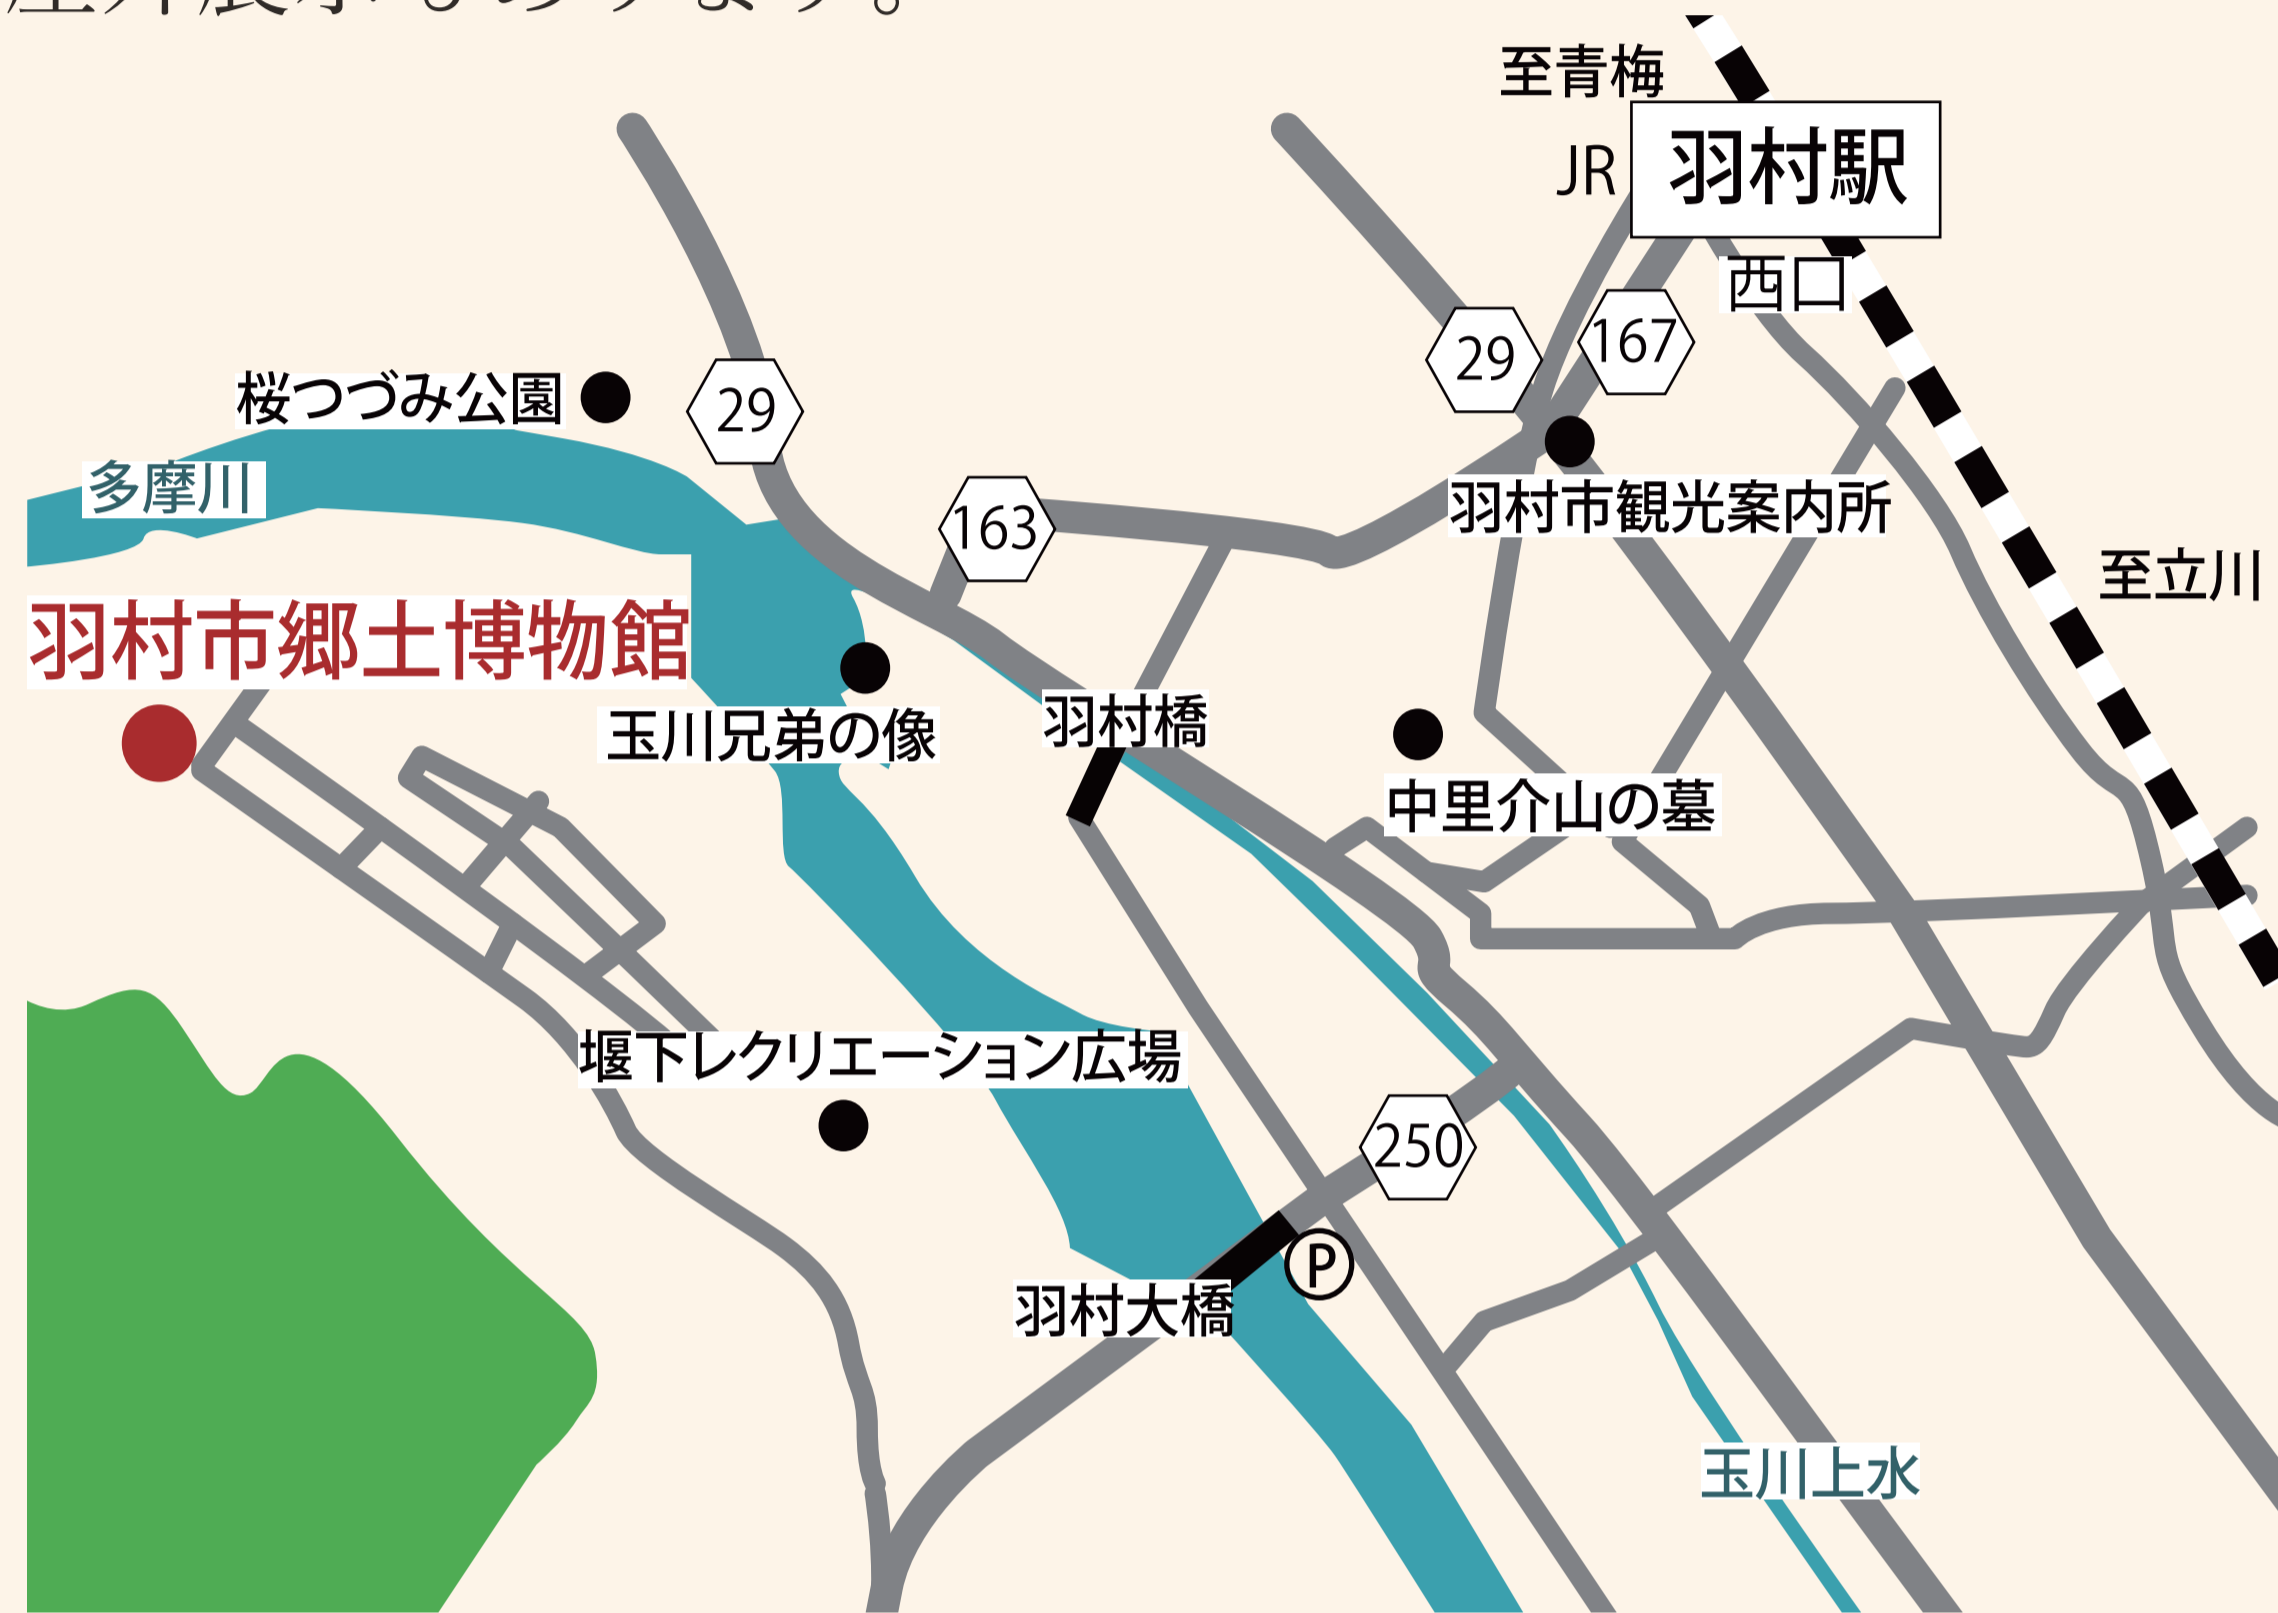 至青梅
JR
羽村駅
西口
29
167
桜つつづみ公園
29
多摩川
163
羽村市観光案内所
至立川
羽村市郷土博物館
玉川兄弟の像
羽村橋
中里介山の墓
堰下レクリエーション広場
250
P
羽村大橋
玉川上水